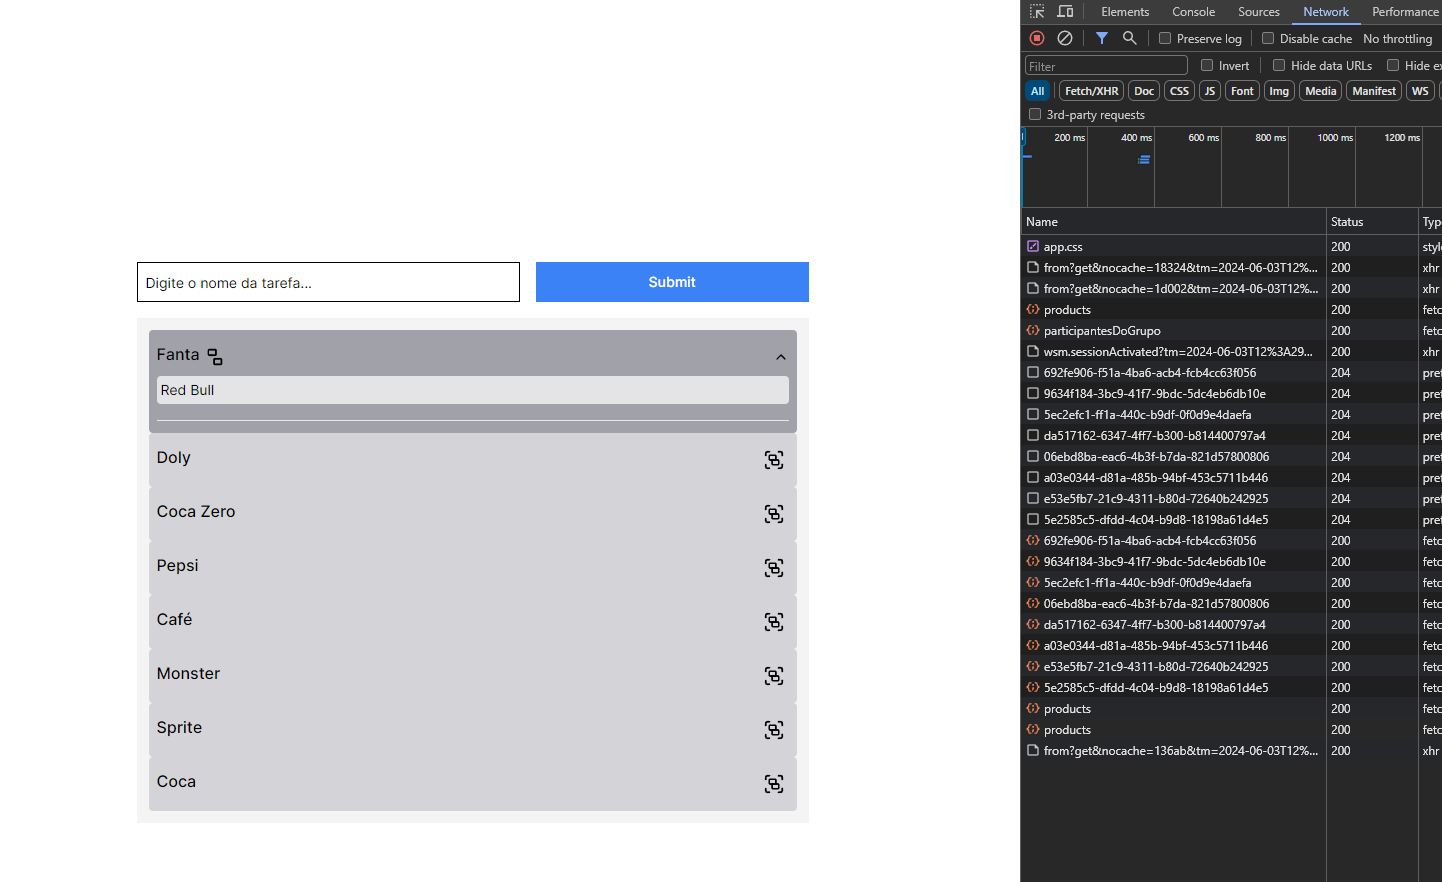 Elements Console Sources Network Performance
Preserve log Disable cache No throttling
Filter Invert Hide data URLs Hide ex
All Fetch/XHR Doc CSS JS Font Img Media Manifest WS
3rd-party requests
200 ms 400 ms 600 ms 800 ms 1000 ms 1200 ms
Name Status Typ
app.css 200 style
from?get&nocache=18324&tm=2024-06-03T12%... 200 xhr
from?get&nocache=1d002&tm=2024-06-03T12%... 200 xhr
products 200 fetc
participantesDoGrupo 200 fetc
wsm.sessionActivated?tm=2024-06-03T12%3A29... 200 xhr
692fe906-f51a-4ba6-acb4-fcb4cc63f056 204 pref
9634f184-3bc9-41f7-9bdc-5dc4eb6db10e 204 pref
5ec2efc1-ff1a-440c-b9df-0f0d9e4daefa 204 pref
da517162-6347-4ff7-b300-b814400797a4 204 pref
06ebd8ba-eac6-4b3f-b7da-821d57800806 204 pref
a03e0344-d81a-485b-94bf-453c5711b446 204 pref
e53e5fb7-21c9-4311-b80d-72640b242925 204 pref
5e2585c5-dfdd-4c04-b9d8-18198a61d4e5 204 pref
692fe906-f51a-4ba6-acb4-fcb4cc63f056 200 fetc
9634f184-3bc9-41f7-9bdc-5dc4eb6db10e 200 fetc
5ec2efc1-ff1a-440c-b9df-0f0d9e4daefa 200 fetc
06ebd8ba-eac6-4b3f-b7da-821d57800806 200 fetc
da517162-6347-4ff7-b300-b814400797a4 200 fetc
a03e0344-d81a-485b-94bf-453c5711b446 200 fetc
e53e5fb7-21c9-4311-b80d-72640b242925 200 fetc
5e2585c5-dfdd-4c04-b9d8-18198a61d4e5 200 fetc
products 200 fetc
products 200 fetc
from?get&nocache=136ab&tm=2024-06-03T12%... 200 xhr
Digite o nome da tarefa... Submit
Fanta
Red Bull
Doly
Coca Zero
Pepsi
Café
Monster
Sprite
Coca